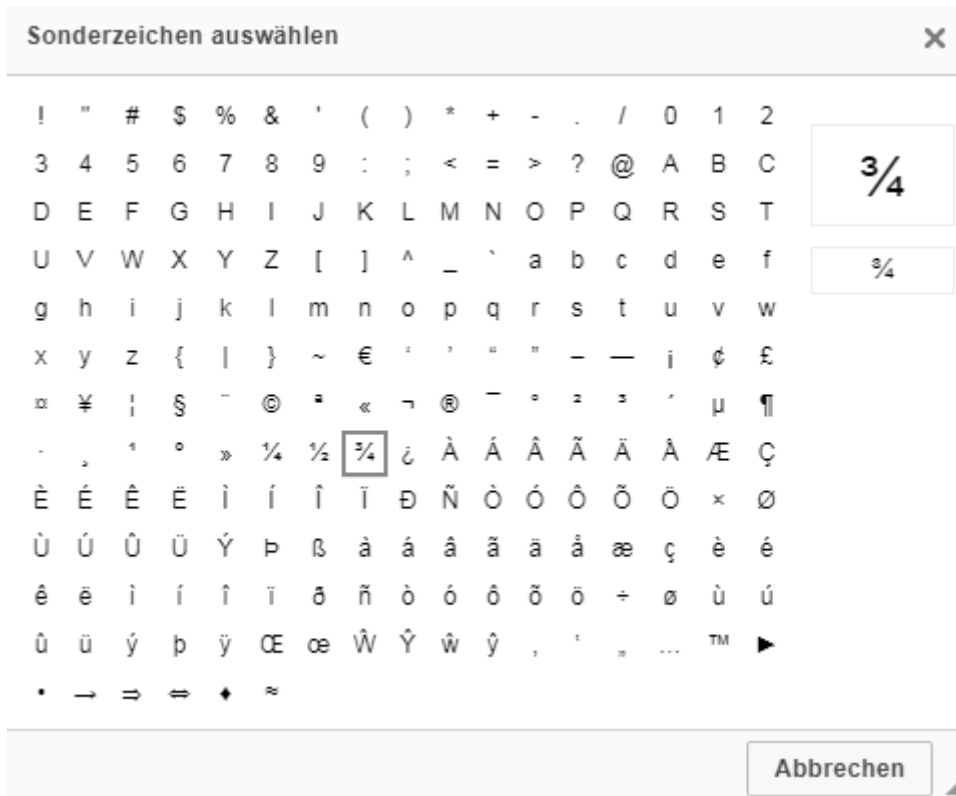 Sonderzeichen auswählen ×
! " # $ % & ' ( ) * + - . / 0 1 2
3 4 5 6 7 8 9 : ; < = > ? @ A B C
¾
D E F G H I J K L M N O P Q R S T
U V W X Y Z [ ] ^ _ ` a b c d e f
¾
g h i j k l m n o p q r s t u v w
x y z { | } ~ € ‘ ’ “ ” – — ¡ ¢ £
¤ ¥ ¦ § ¨ © ª « ¬ ® ¯ ° ² ³ ´ µ ¶
· ¸ ¹ º » ¼ ½ ¾ ¿ À Á Â Ã Ä Å Æ Ç
È É Ê Ë Ì Í Î Ï Ð Ñ Ò Ó Ô Õ Ö × Ø
Ù Ú Û Ü Ý Þ ß à á â ã ä å æ ç è é
ê ë ì í î ï ð ñ ò ó ô õ ö ÷ ø ù ú
û ü ý þ ÿ Œ œ Ŵ Ŷ ŵ ŷ ‚ ‛ „ … ™ ►
• → ⇒ ⇔ ♦ ≈
Abbrechen